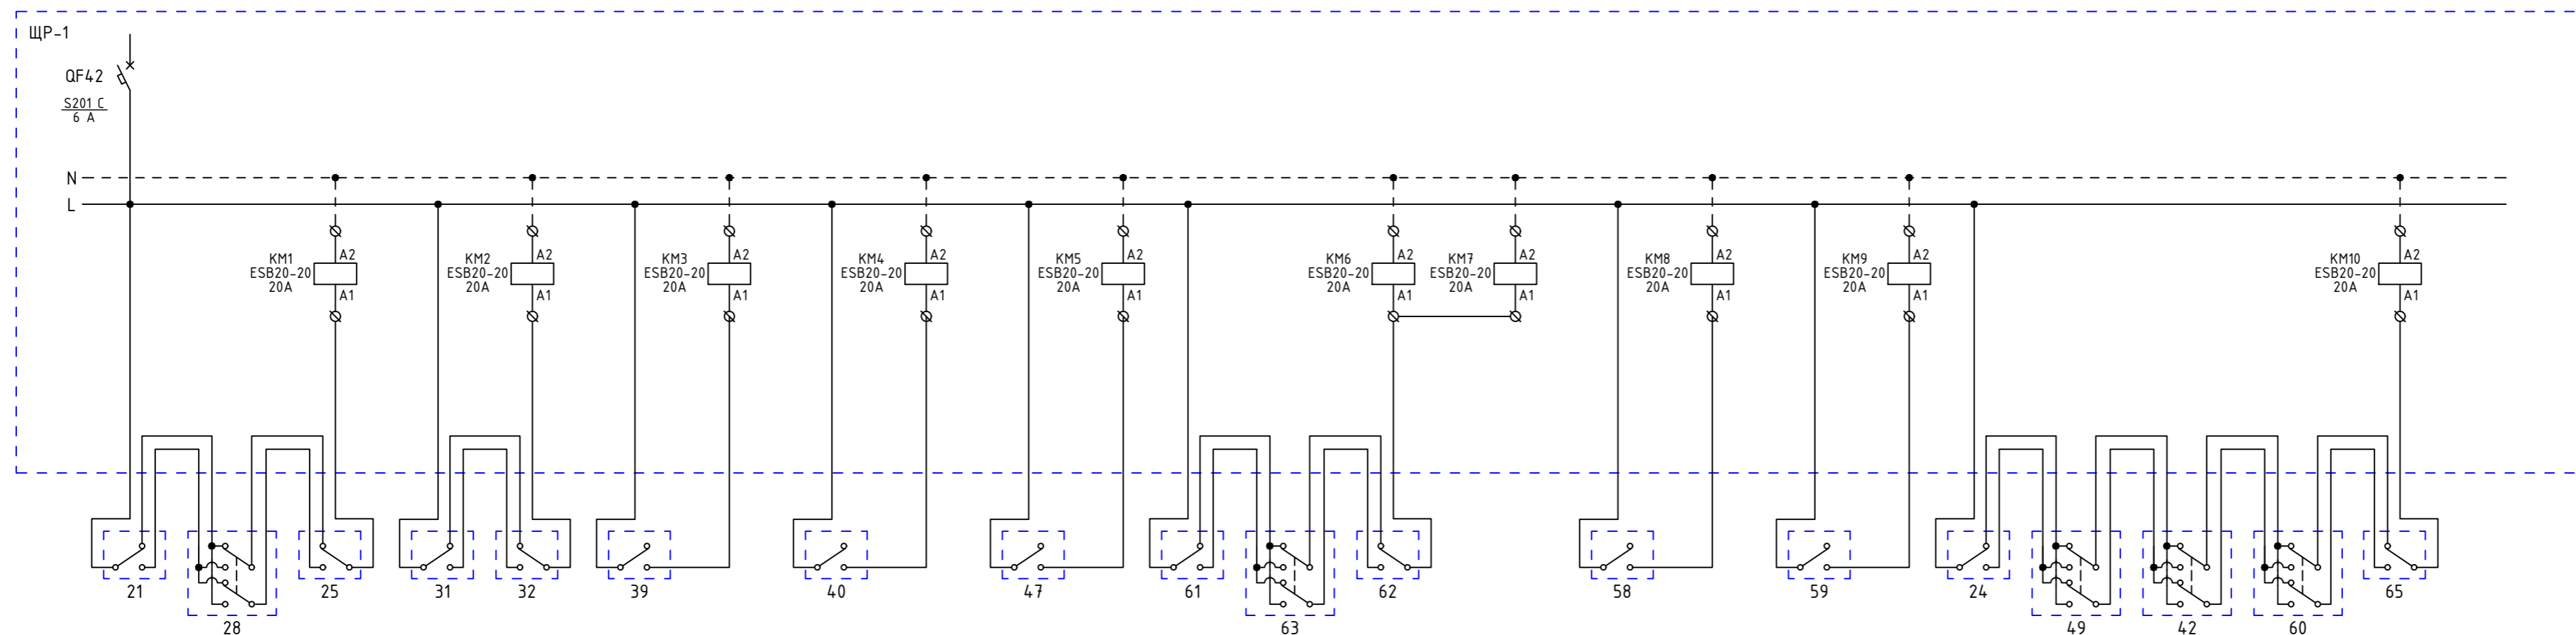 ЩР-1
QF42
S201 C
6 A
N
L
KM1
ESB20-20
20A
A2
A1
KM2
ESB20-20
20A
A2
A1
KM3
ESB20-20
20A
A2
A1
KM4
ESB20-20
20A
A2
A1
KM5
ESB20-20
20A
A2
A1
KM6
ESB20-20
20A
A2
A1
KM7
ESB20-20
20A
A2
A1
KM8
ESB20-20
20A
A2
A1
KM9
ESB20-20
20A
A2
A1
KM10
ESB20-20
20A
A2
A1
21
28
25
31
32
39
40
47
61
63
62
58
59
24
49
42
60
65